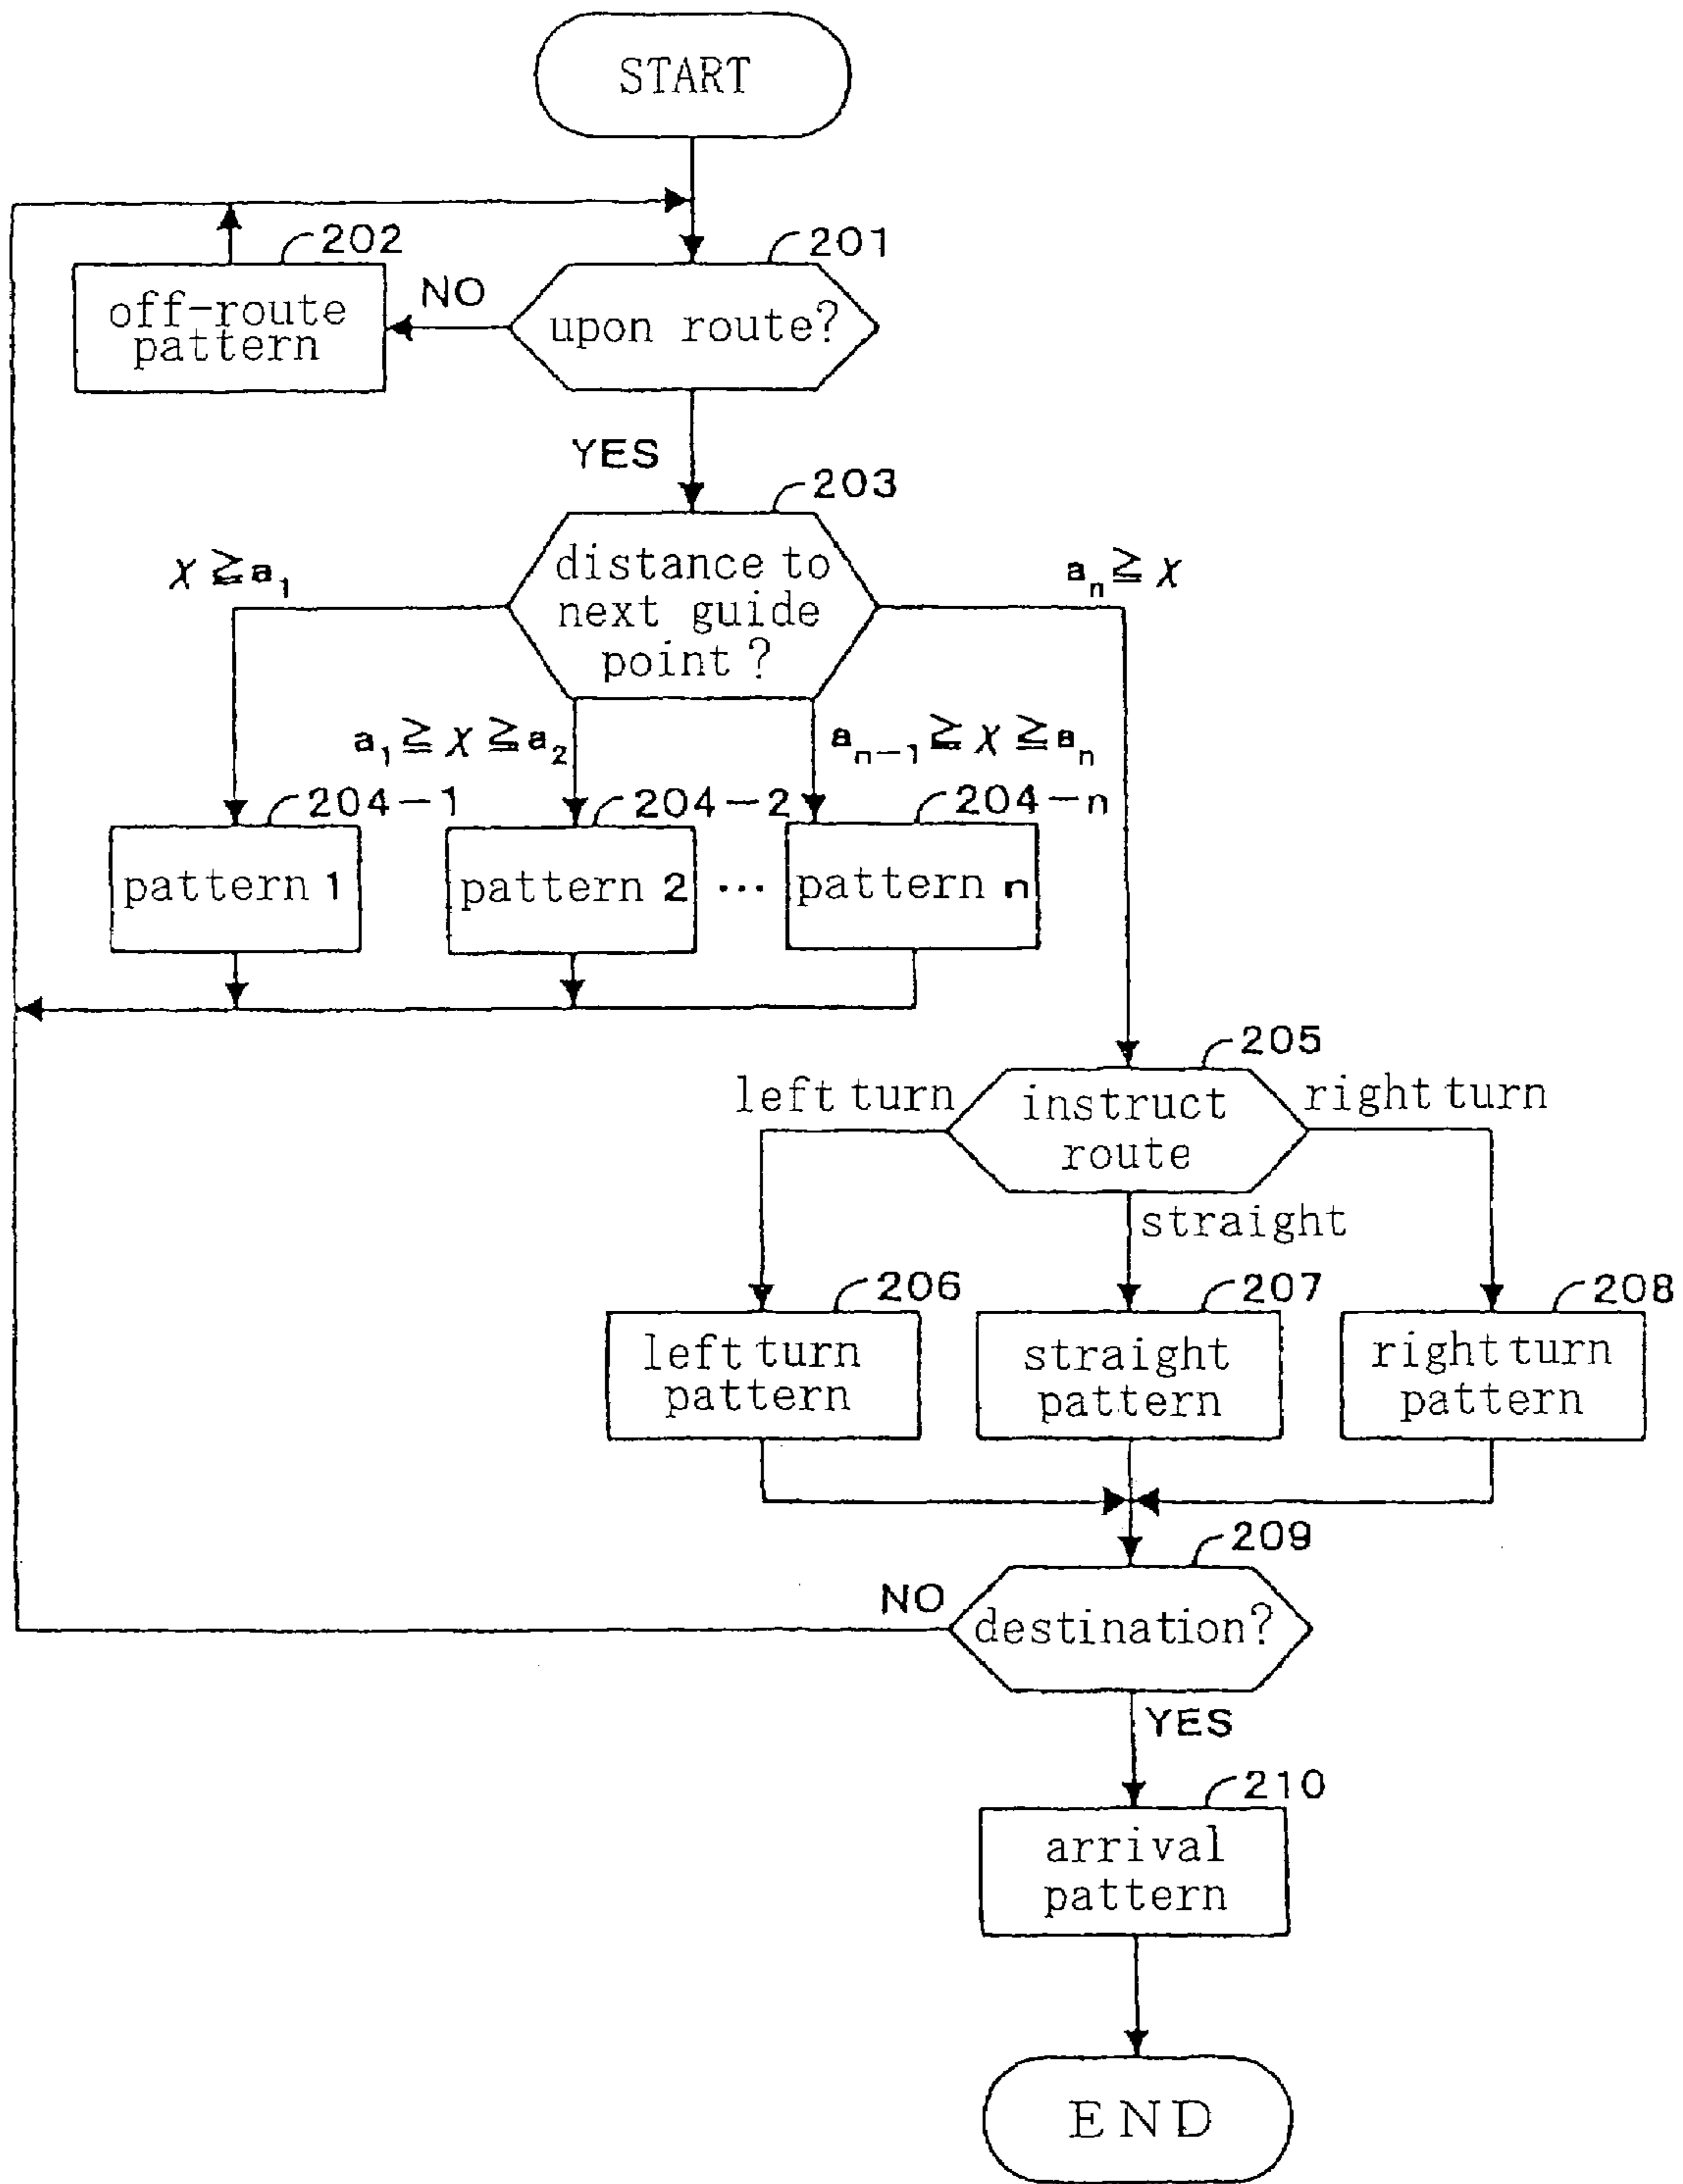 START
202
201
off-route
pattern
NO
upon route?
YES
203
χ ≧ a₁
distance to
next guide
point ?
aₙ ≧ χ
a₁ ≧ χ ≧ a₂
aₙ₋₁ ≧ χ ≧ aₙ
204-1
204-2
204-n
pattern 1
pattern 2
...
pattern n
205
left turn
instruct
route
right turn
straight
206
207
208
left turn
pattern
straight
pattern
right turn
pattern
209
NO
destination?
YES
210
arrival
pattern
END